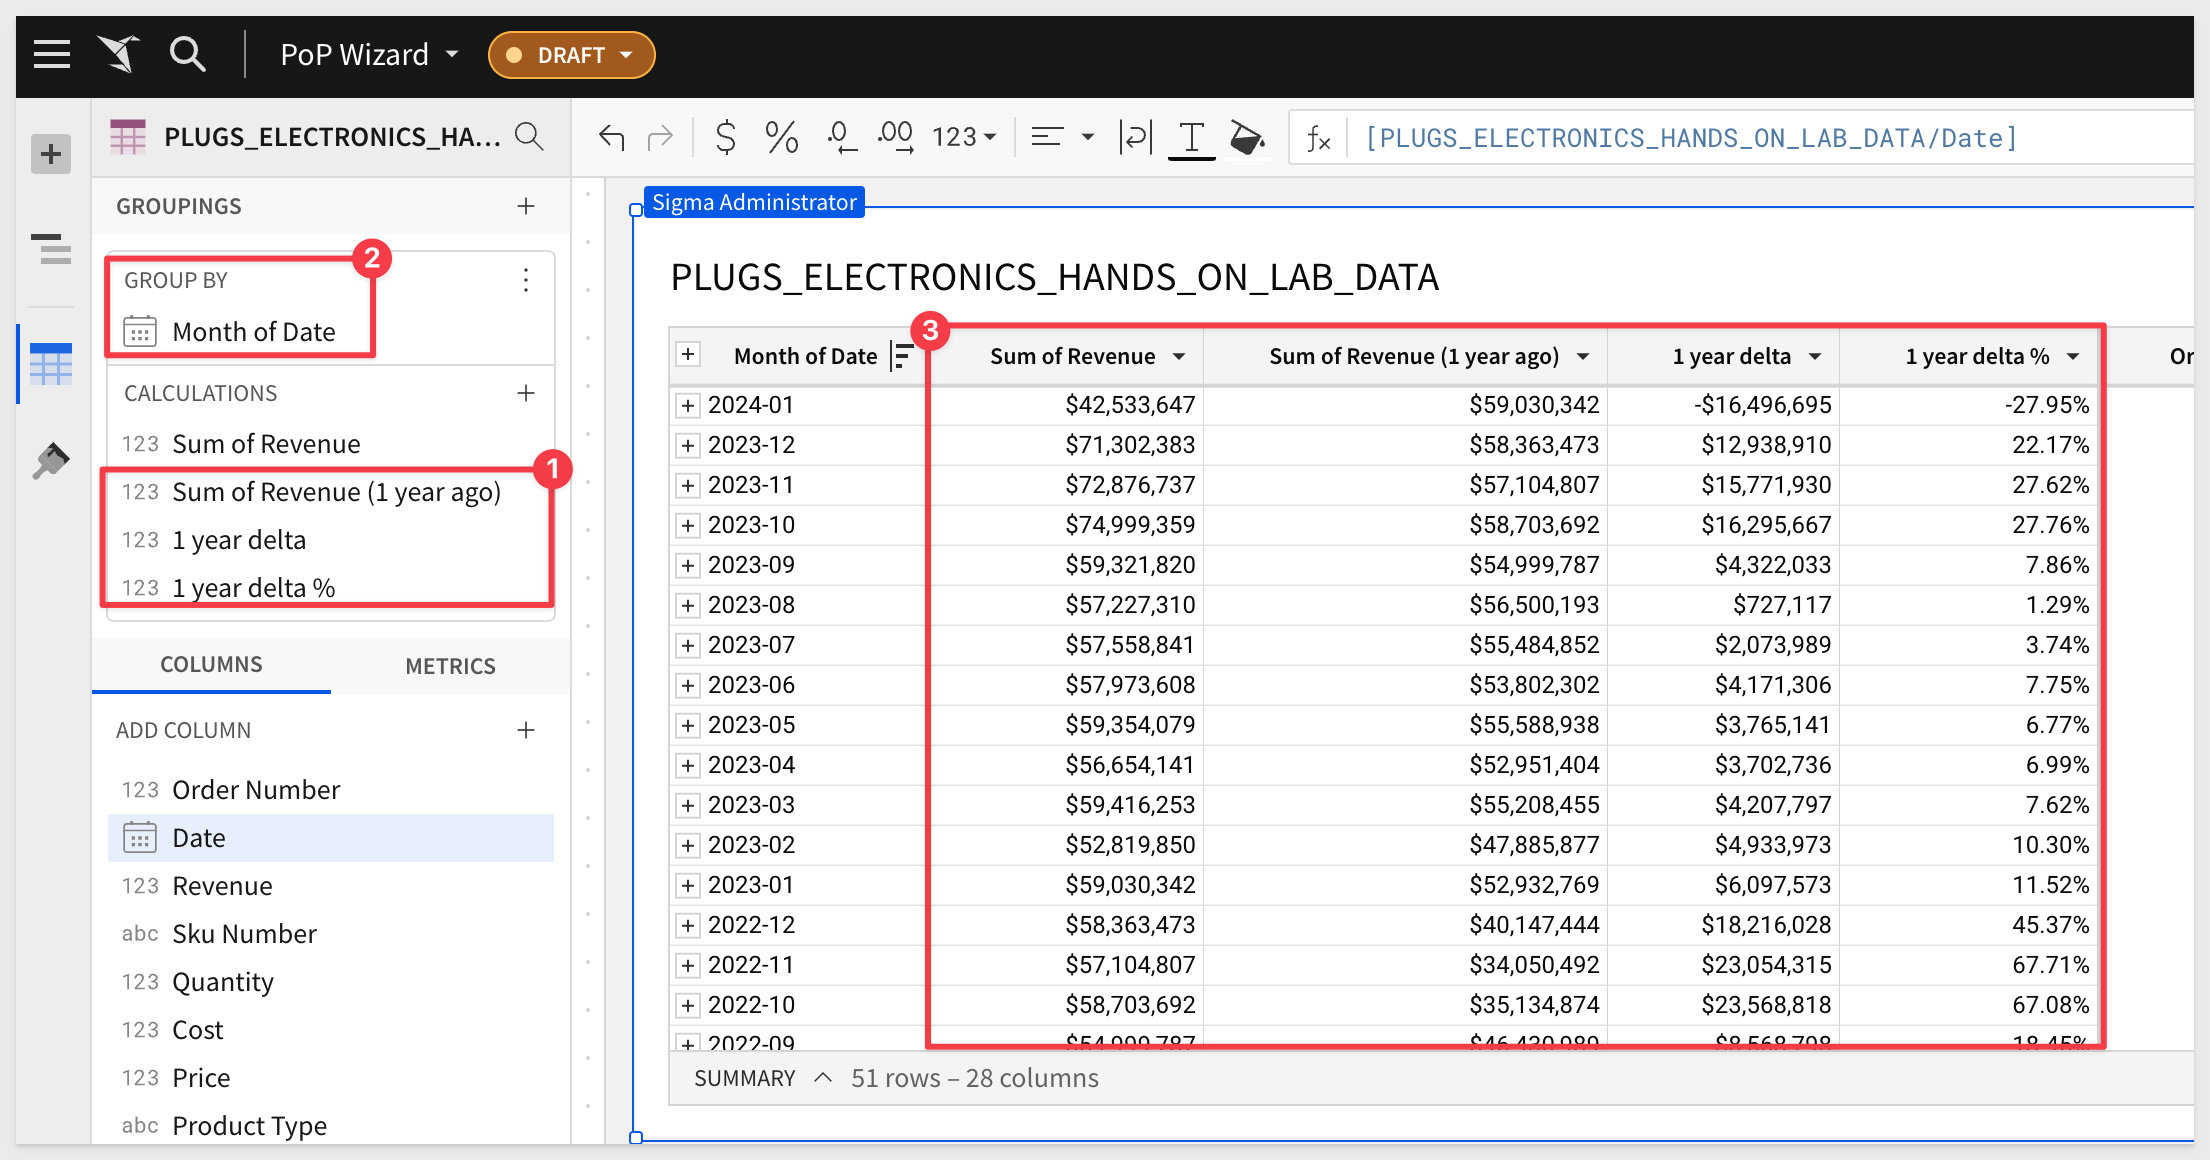 PoP Wizard DRAFT
PLUGS_ELECTRONICS_HA...
$ % .0 .00 123 fx [PLUGS_ELECTRONICS_HANDS_ON_LAB_DATA/Date]
GROUPINGS
2
GROUP BY
Month of Date
CALCULATIONS
123 Sum of Revenue
1
123 Sum of Revenue (1 year ago)
123 1 year delta
123 1 year delta %
COLUMNS METRICS
ADD COLUMN
123 Order Number
Date
123 Revenue
abc Sku Number
123 Quantity
123 Cost
123 Price
abc Product Type
Sigma Administrator
PLUGS_ELECTRONICS_HANDS_ON_LAB_DATA
3
Month of Date Sum of Revenue Sum of Revenue (1 year ago) 1 year delta 1 year delta % Or
2024-01 $42,533,647 $59,030,342 -$16,496,695 -27.95%
2023-12 $71,302,383 $58,363,473 $12,938,910 22.17%
2023-11 $72,876,737 $57,104,807 $15,771,930 27.62%
2023-10 $74,999,359 $58,703,692 $16,295,667 27.76%
2023-09 $59,321,820 $54,999,787 $4,322,033 7.86%
2023-08 $57,227,310 $56,500,193 $727,117 1.29%
2023-07 $57,558,841 $55,484,852 $2,073,989 3.74%
2023-06 $57,973,608 $53,802,302 $4,171,306 7.75%
2023-05 $59,354,079 $55,588,938 $3,765,141 6.77%
2023-04 $56,654,141 $52,951,404 $3,702,736 6.99%
2023-03 $59,416,253 $55,208,455 $4,207,797 7.62%
2023-02 $52,819,850 $47,885,877 $4,933,973 10.30%
2023-01 $59,030,342 $52,932,769 $6,097,573 11.52%
2022-12 $58,363,473 $40,147,444 $18,216,028 45.37%
2022-11 $57,104,807 $34,050,492 $23,054,315 67.71%
2022-10 $58,703,692 $35,134,874 $23,568,818 67.08%
2022-09 $54,999,787 $46,430,989 $8,568,798 18.45%
SUMMARY 51 rows – 28 columns